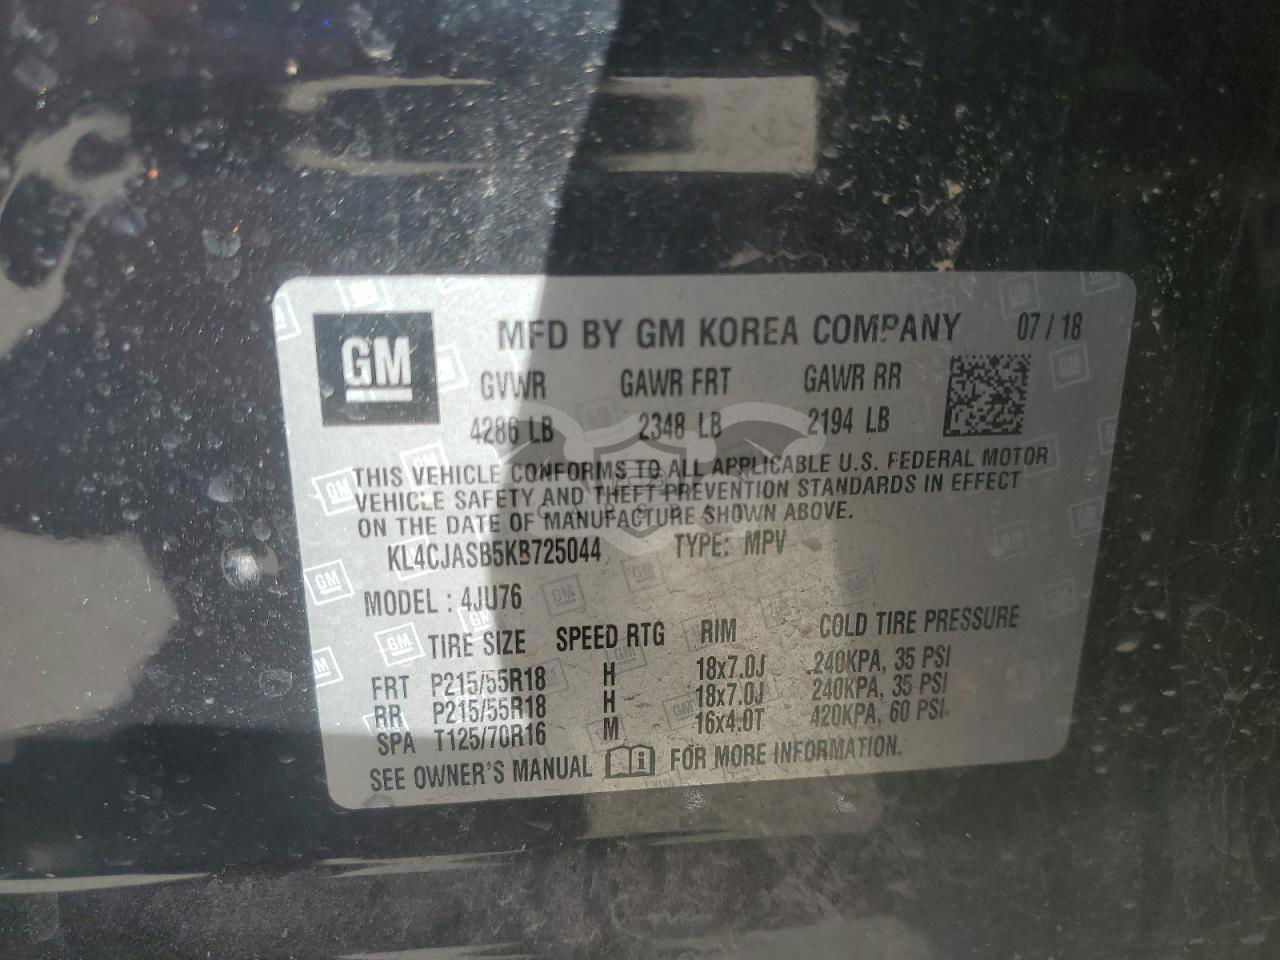 GM
MFD BY GM KOREA COMPANY 07/18
GVWR GAWR FRT GAWR RR
4286 LB 2348 LB 2194 LB
THIS VEHICLE CONFORMS TO ALL APPLICABLE U.S. FEDERAL MOTOR
VEHICLE SAFETY AND THEFT PREVENTION STANDARDS IN EFFECT
ON THE DATE OF MANUFACTURE SHOWN ABOVE.
KL4CJASB5KB725044 TYPE: MPV
MODEL : 4JU76
TIRE SIZE SPEED RTG RIM COLD TIRE PRESSURE
FRT P215/55R18 H 18x7.0J 240KPA, 35 PSI
RR P215/55R18 H 18x7.0J 240KPA, 35 PSI
SPA T125/70R16 M 16x4.0T 420KPA, 60 PSI
SEE OWNER'S MANUAL FOR MORE INFORMATION.